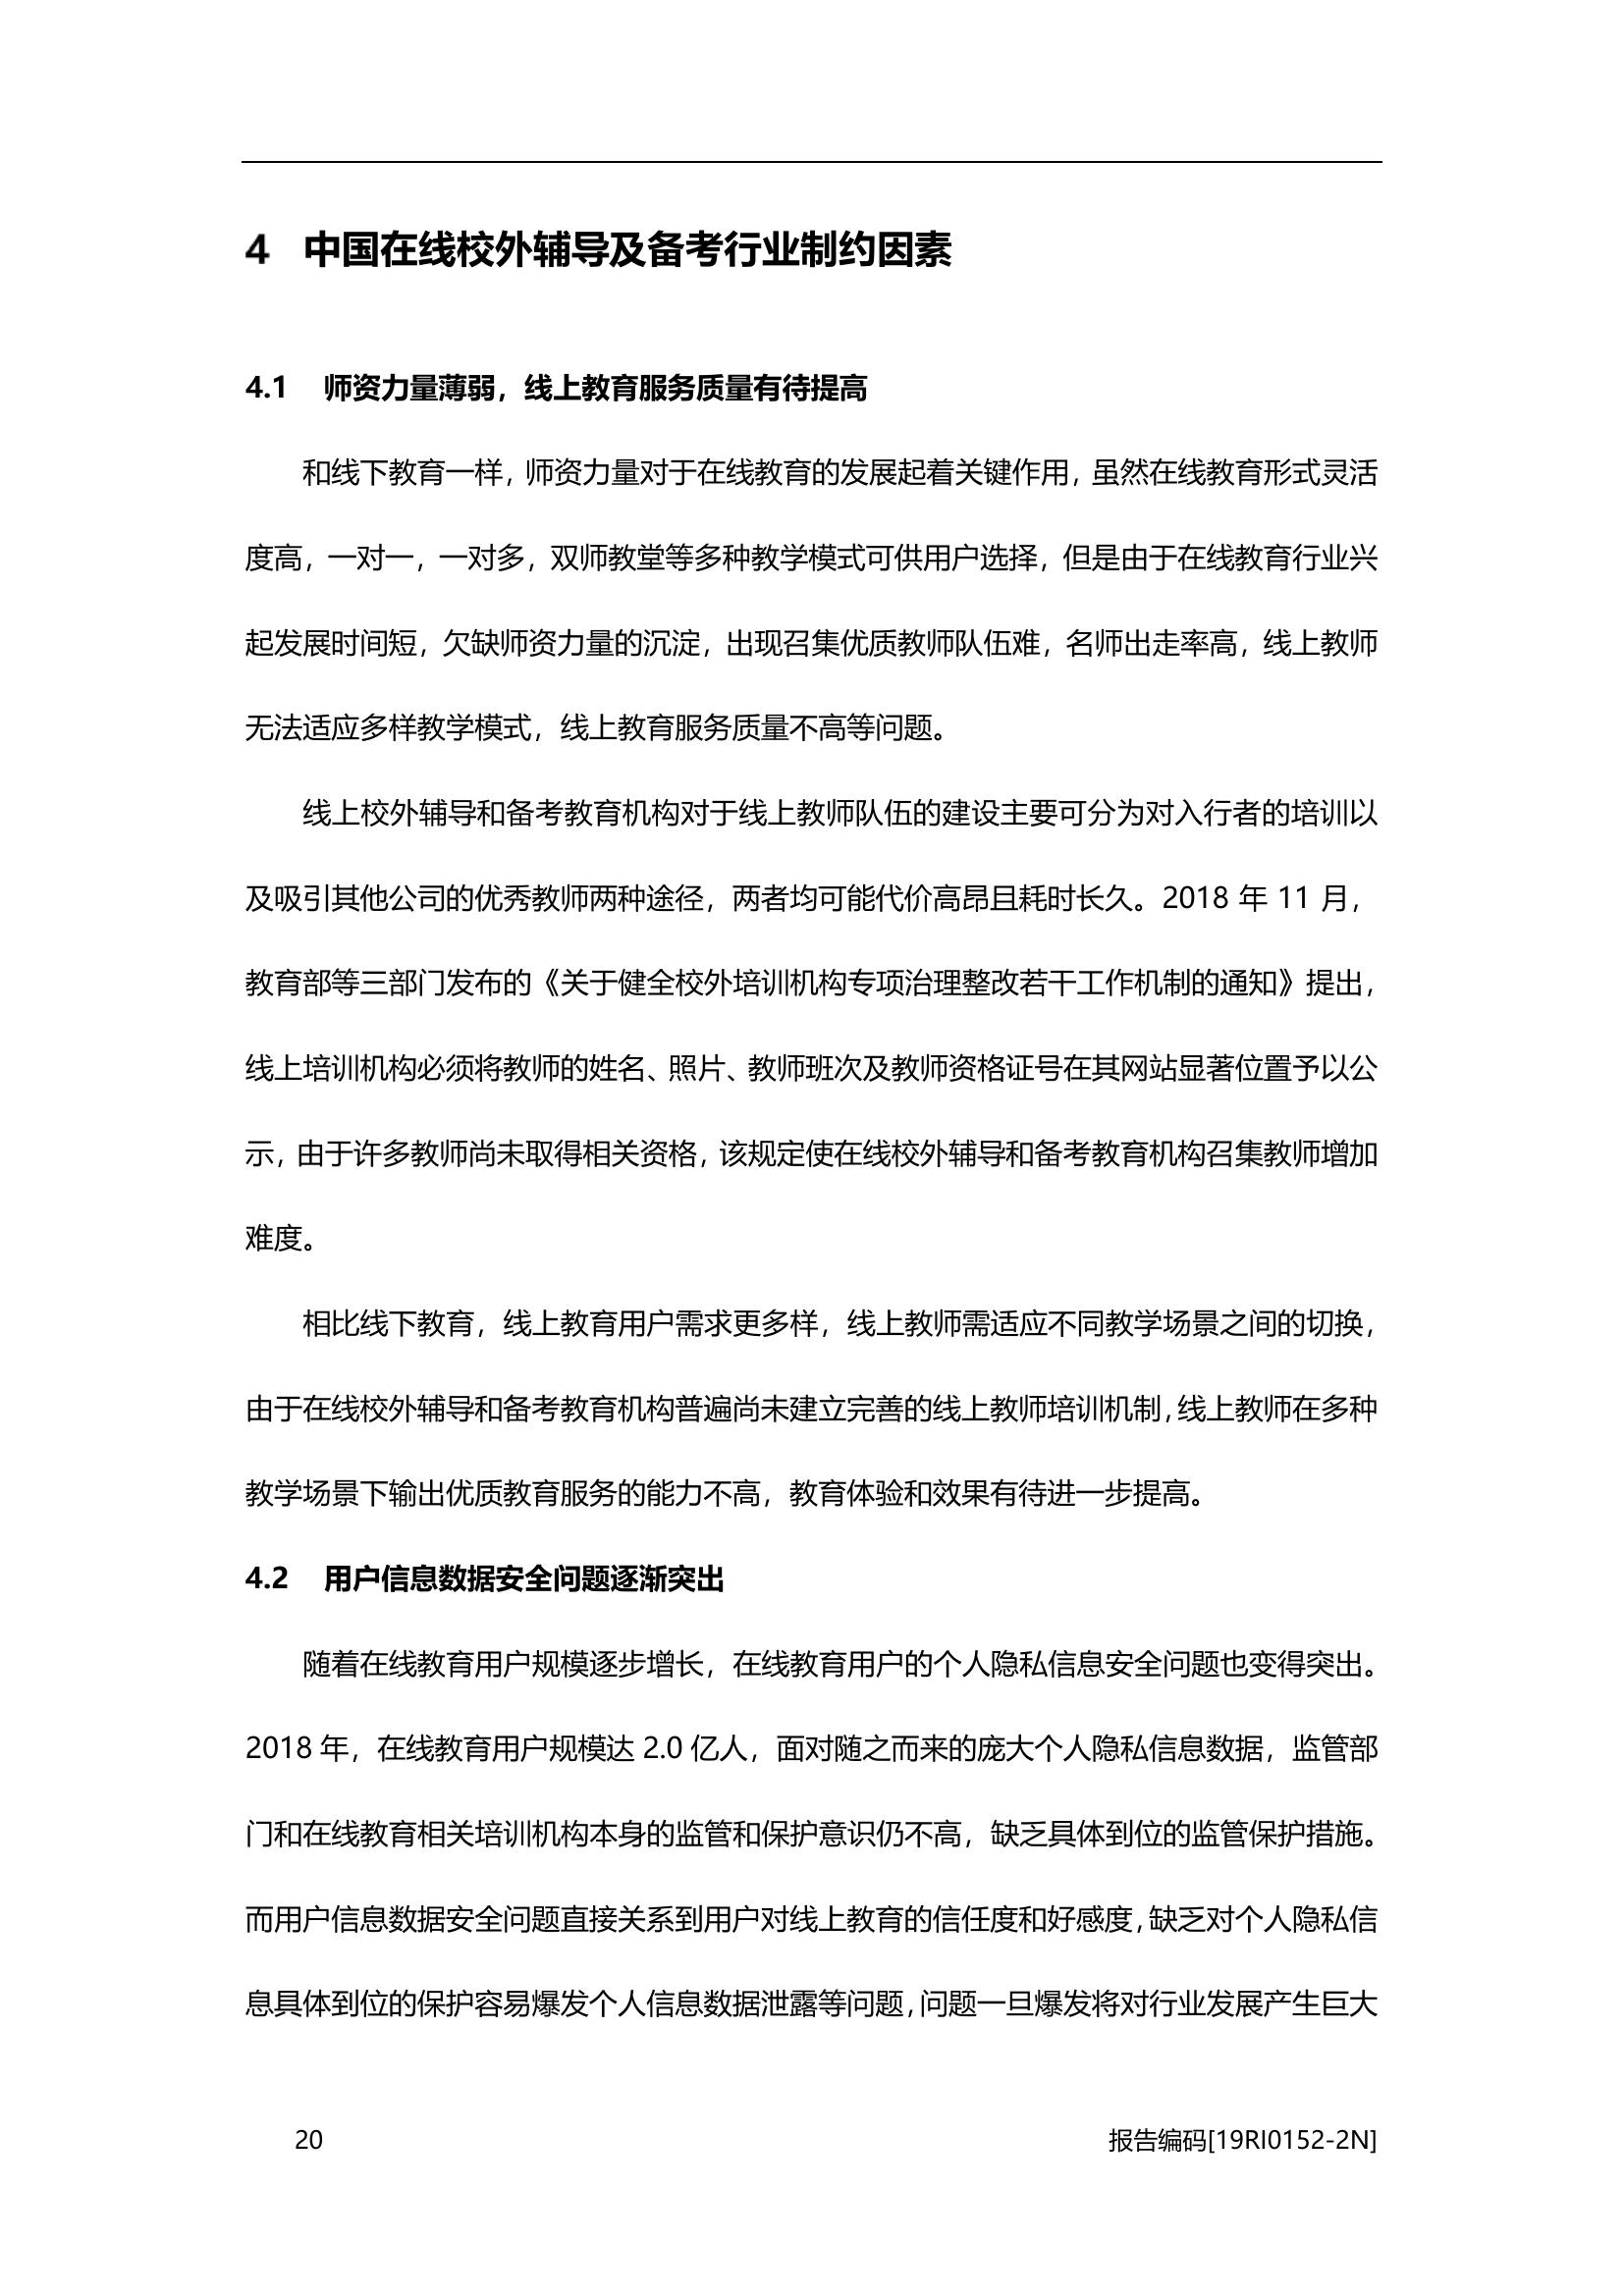 4 中国在线校外辅导及备考行业制约因素
4.1 师资力量薄弱，线上教育服务质量有待提高
和线下教育一样，师资力量对于在线教育的发展起着关键作用，虽然在线教育形式灵活
度高，一对一，一对多，双师教堂等多种教学模式可供用户选择，但是由于在线教育行业兴
起发展时间短，欠缺师资力量的沉淀，出现召集优质教师队伍难，名师出走率高，线上教师
无法适应多样教学模式，线上教育服务质量不高等问题。
线上校外辅导和备考教育机构对于线上教师队伍的建设主要可分为对入行者的培训以
及吸引其他公司的优秀教师两种途径，两者均可能代价高昂且耗时长久。2018 年 11 月，
教育部等三部门发布的《关于健全校外培训机构专项治理整改若干工作机制的通知》提出，
线上培训机构必须将教师的姓名、照片、教师班次及教师资格证号在其网站显著位置予以公
示，由于许多教师尚未取得相关资格，该规定使在线校外辅导和备考教育机构召集教师增加
难度。
相比线下教育，线上教育用户需求更多样，线上教师需适应不同教学场景之间的切换，
由于在线校外辅导和备考教育机构普遍尚未建立完善的线上教师培训机制，线上教师在多种
教学场景下输出优质教育服务的能力不高，教育体验和效果有待进一步提高。
4.2 用户信息数据安全问题逐渐突出
随着在线教育用户规模逐步增长，在线教育用户的个人隐私信息安全问题也变得突出。
2018 年，在线教育用户规模达 2.0 亿人，面对随之而来的庞大个人隐私信息数据，监管部
门和在线教育相关培训机构本身的监管和保护意识仍不高，缺乏具体到位的监管保护措施。
而用户信息数据安全问题直接关系到用户对线上教育的信任度和好感度，缺乏对个人隐私信
息具体到位的保护容易爆发个人信息数据泄露等问题，问题一旦爆发将对行业发展产生巨大
20 报告编码[19RI0152-2N]